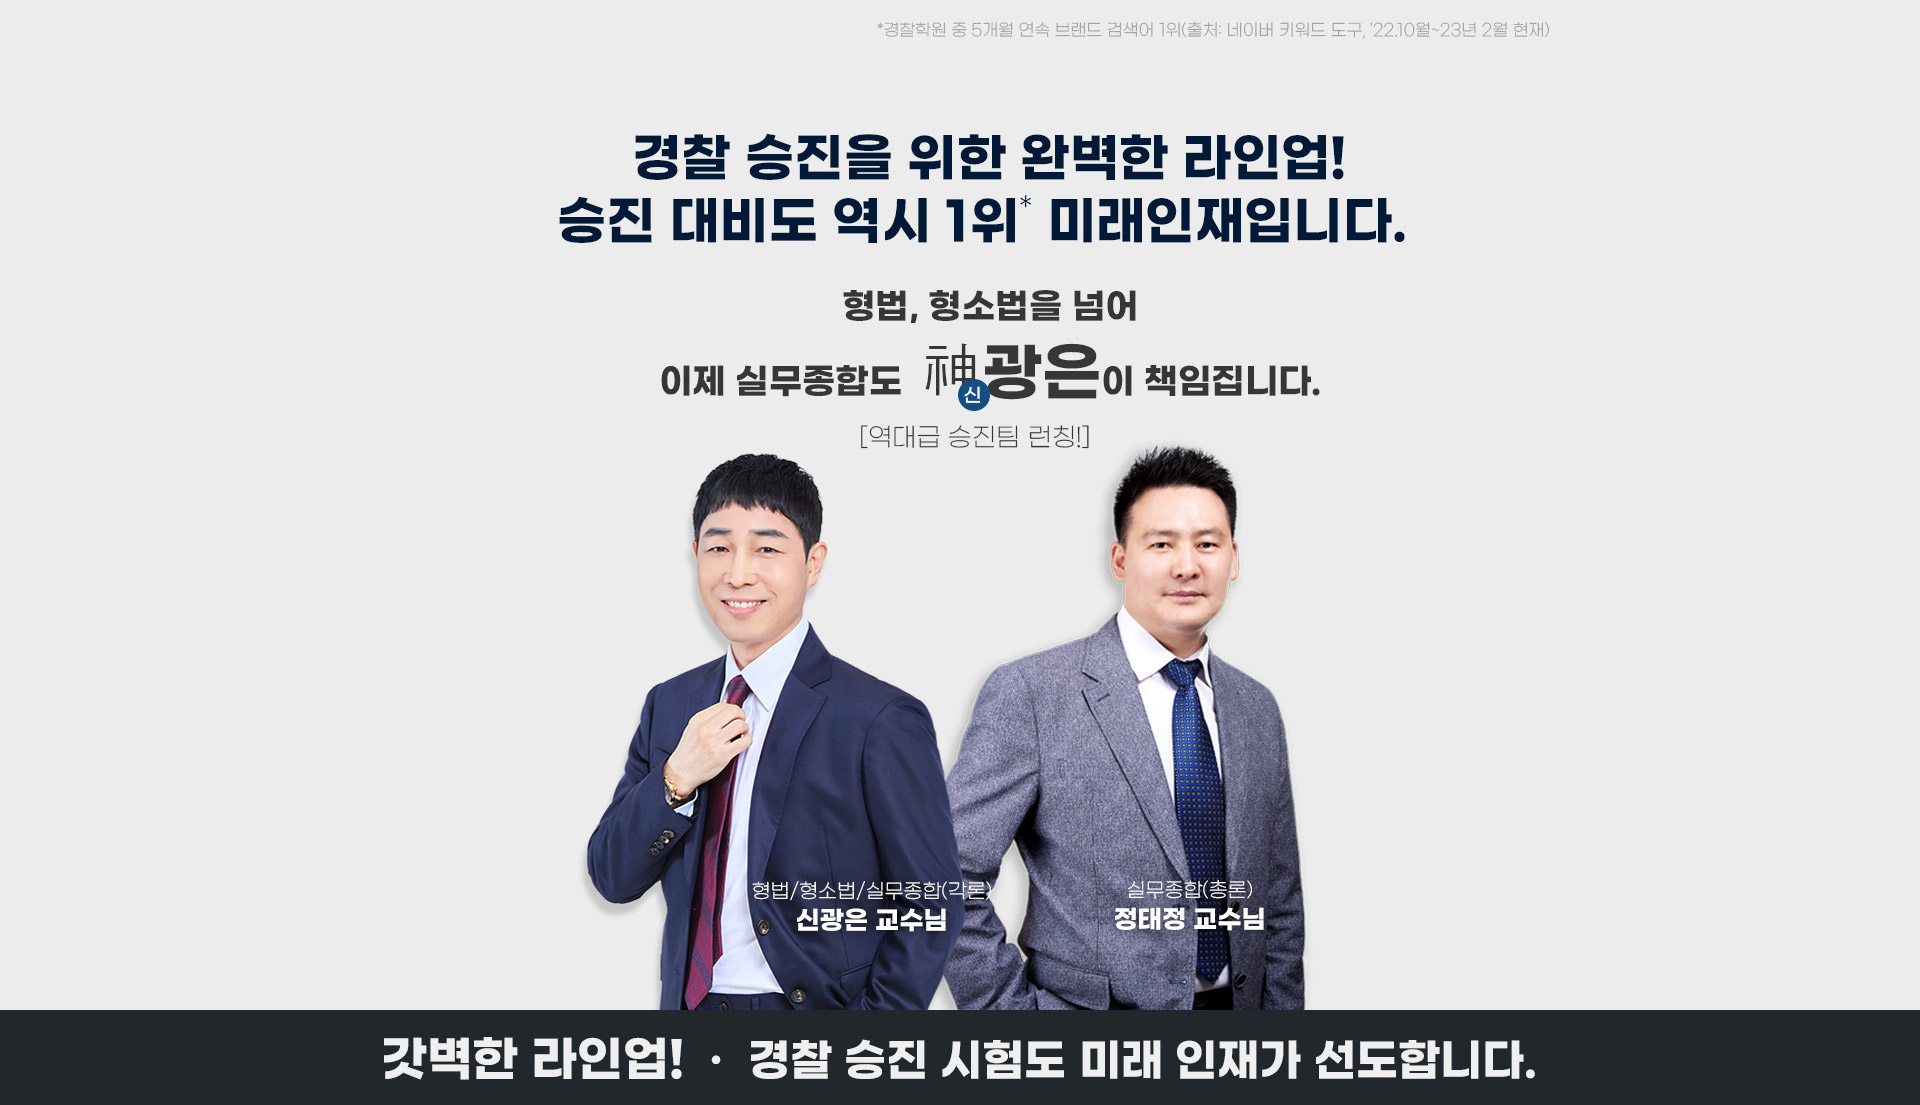 *경찰학원 중 5개월 연속 브랜드 검색어 1위(출처: 네이버 키워드 도구, '22.10월~23년 2월 현재)
경찰 승진을 위한 완벽한 라인업!
승진 대비도 역시 1위* 미래인재입니다.
형법, 형소법을 넘어
이제 실무종합도 神신광은이 책임집니다.
[역대급 승진팀 런칭!]
형법/형소법/실무종합(각론)
신광은 교수님
실무종합(총론)
정태정 교수님
갓벽한 라인업! · 경찰 승진 시험도 미래 인재가 선도합니다.